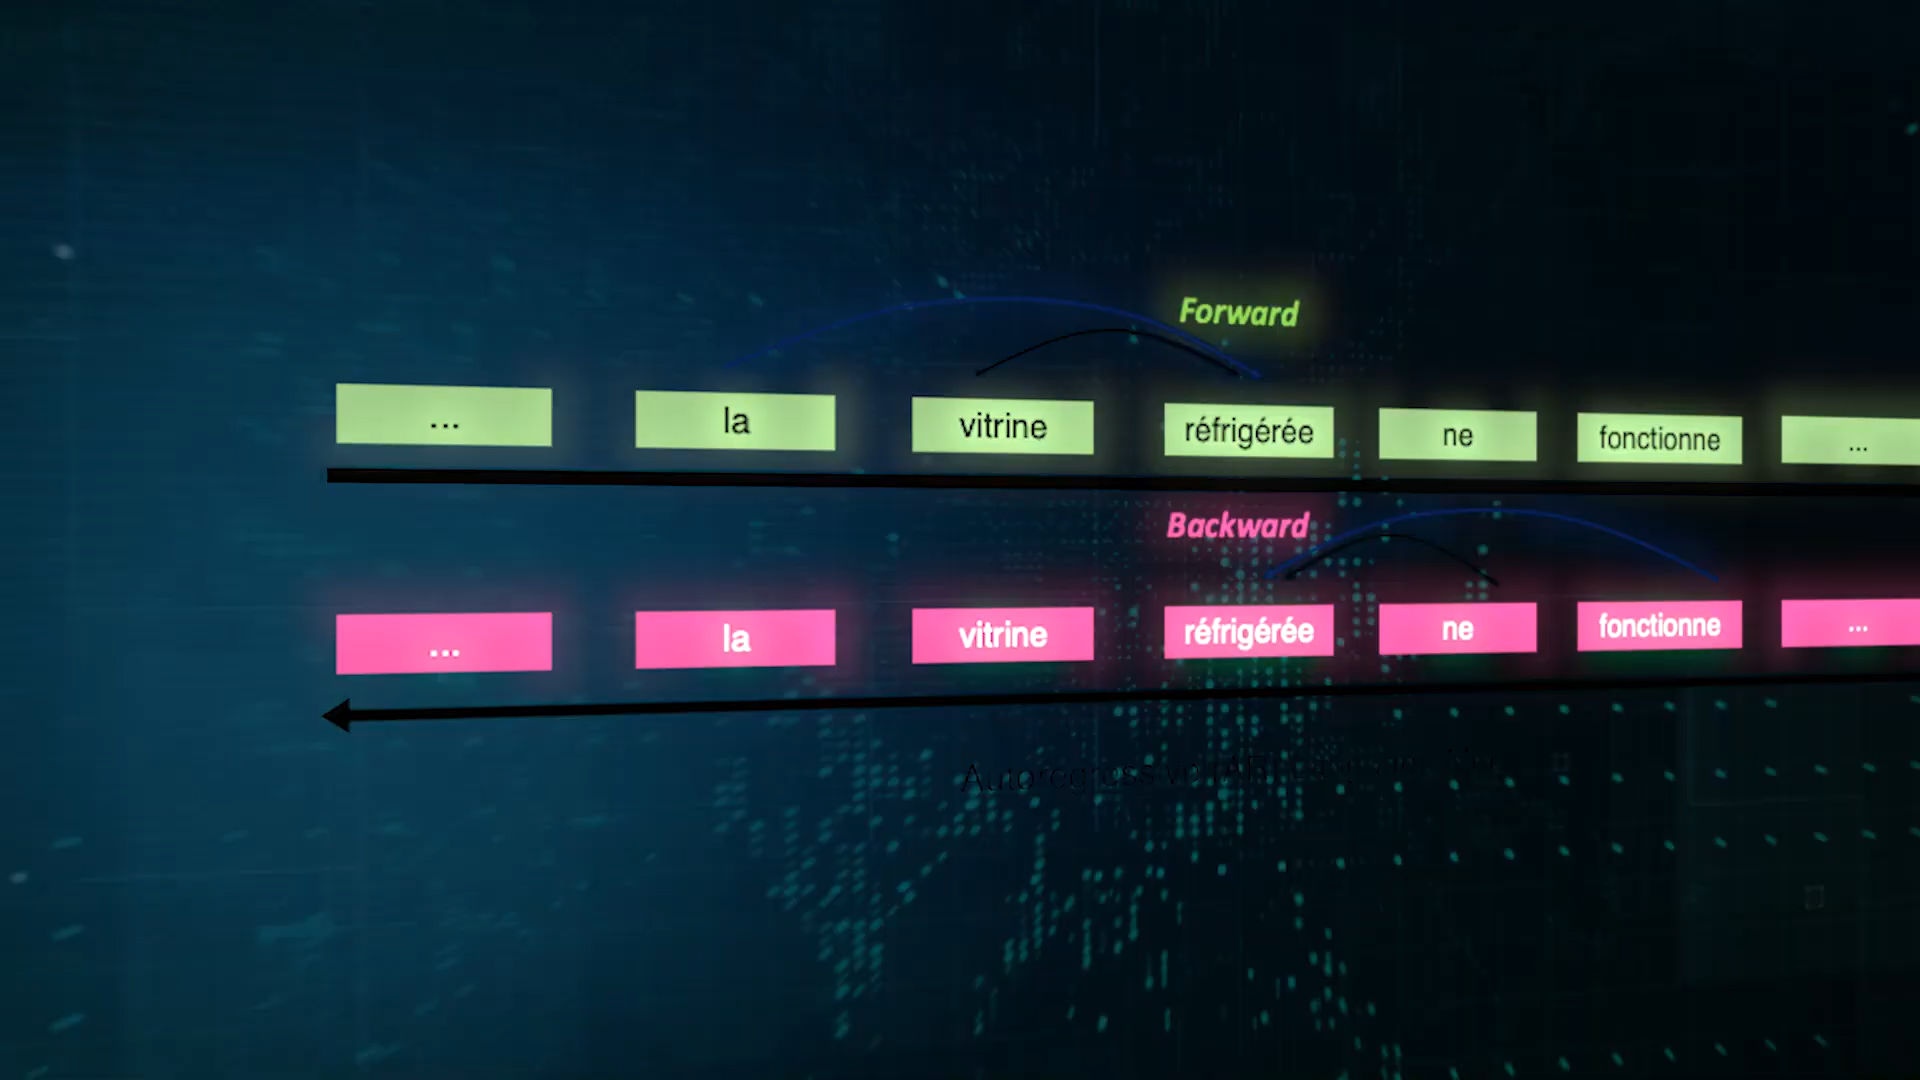 Forward
... la vitrine réfrigérée ne fonctionne ...
Backward
... la vitrine réfrigérée ne fonctionne ...